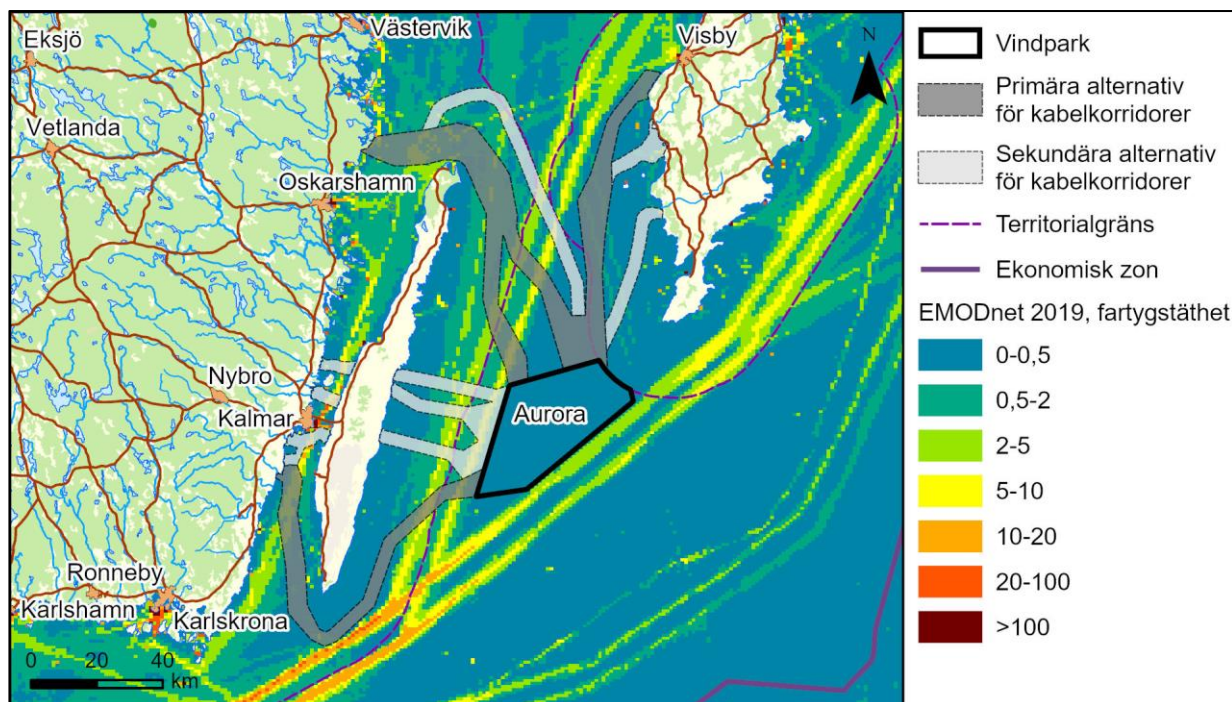 Eksjö
Västervik
Visby
N
Vetlanda
Oskarshamn
Nybro
Kalmar
Aurora
Ronneby
Karlshamn
Karlskrona
0 20 40
km
Vindpark
Primära alternativ
för kabelkorridorer
Sekundära alternativ
för kabelkorridorer
Territorialgräns
Ekonomisk zon
EMODnet 2019, fartygstäthet
0-0,5
0,5-2
2-5
5-10
10-20
20-100
>100